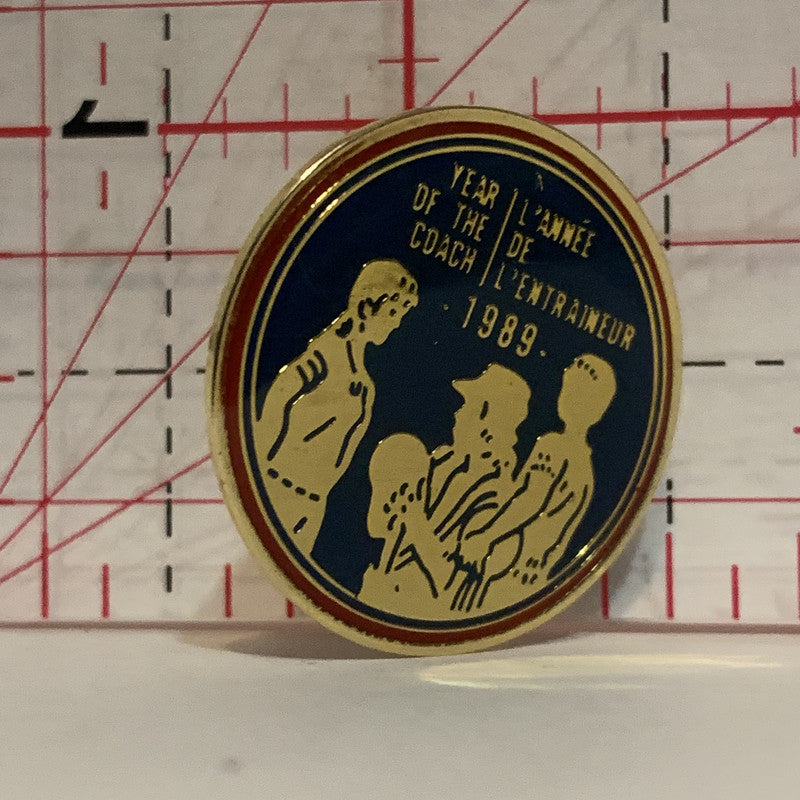 YEAR
OF THE
COACH
L'ANNÉE
DE
L'ENTRAINEUR
1989